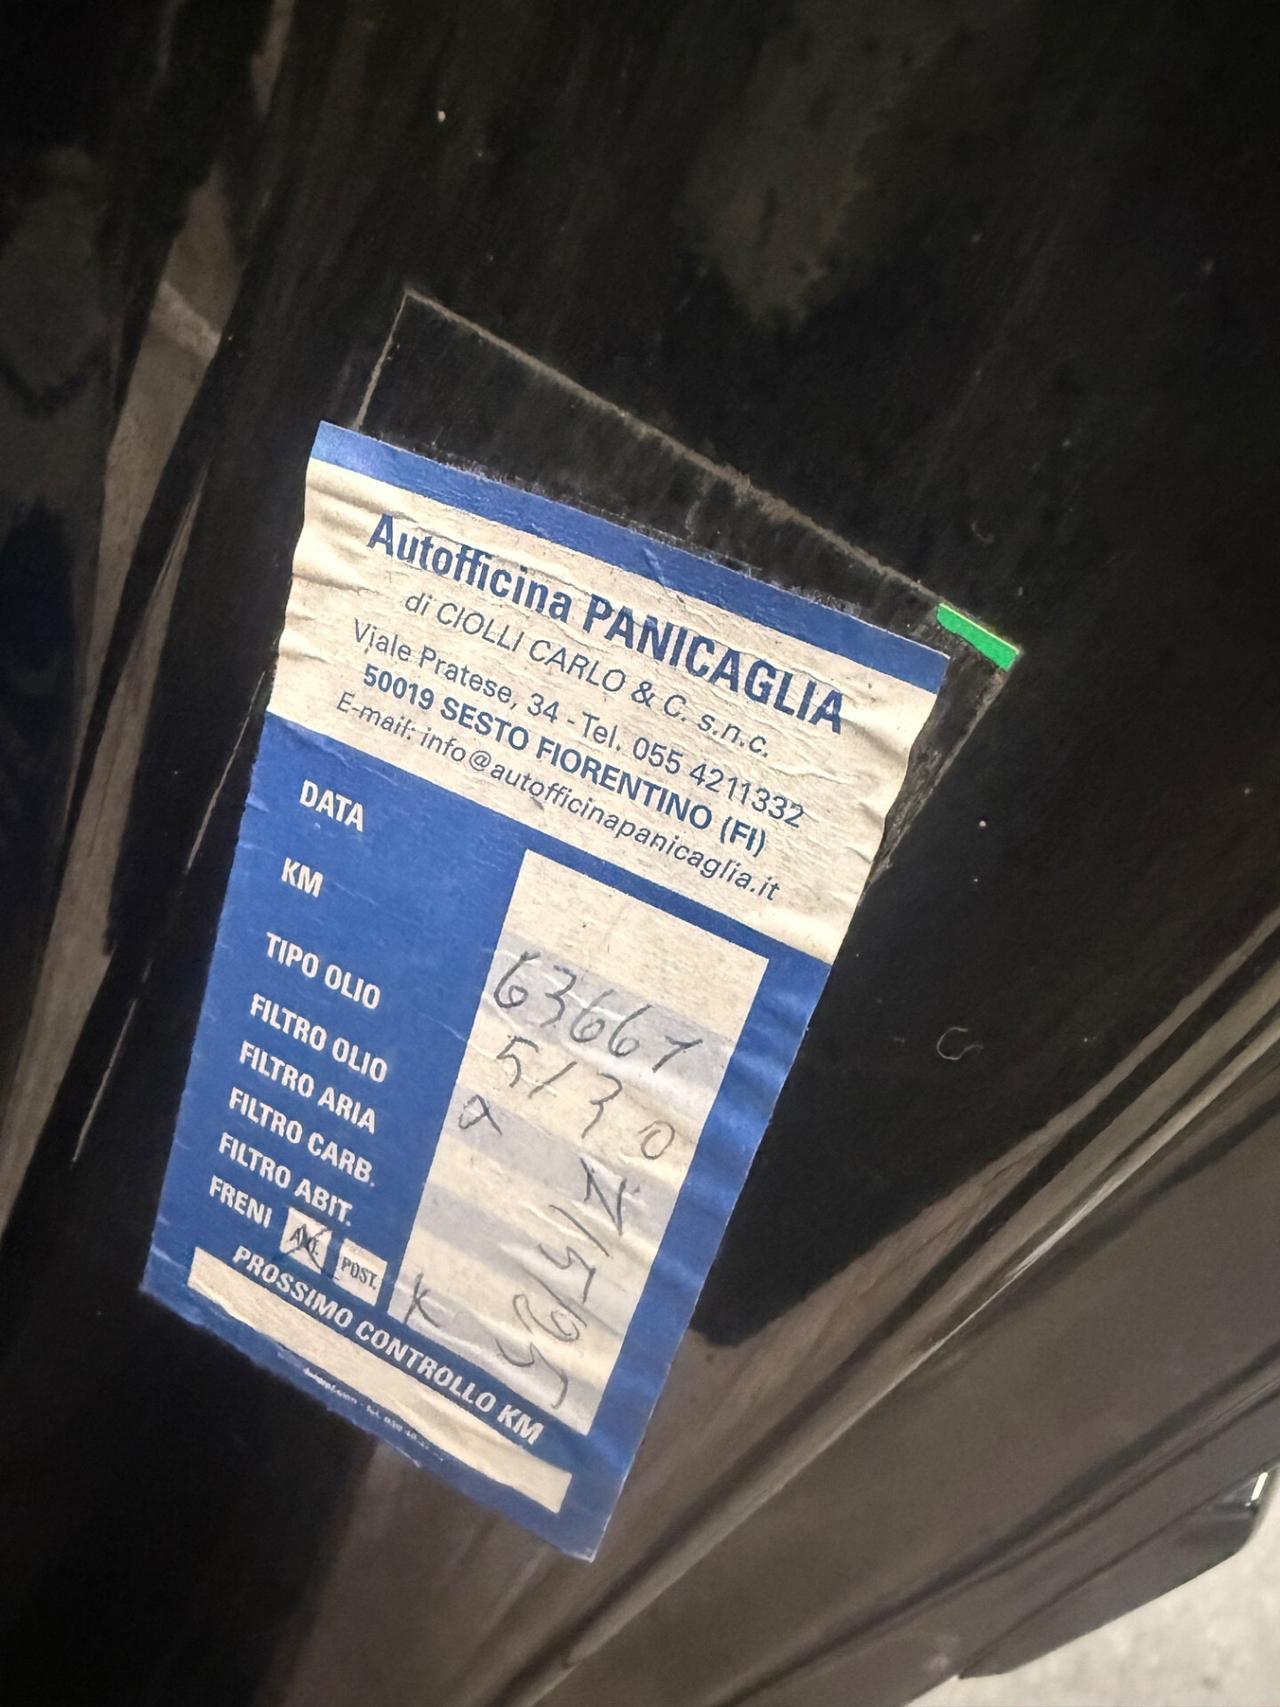 Autofficina PANICAGLIA
di CIOLLI CARLO & C. s.n.c.
Viale Pratese, 34 - Tel. 055 4211332
50019 SESTO FIORENTINO (FI)
E-mail: info@autofficinapanicaglia.it
DATA
KM 63667
TIPO OLIO 5/30
FILTRO OLIO
FILTRO ARIA
FILTRO CARB.
FILTRO ABIT.
FRENI ANT. POST. X
PROSSIMO CONTROLLO KM